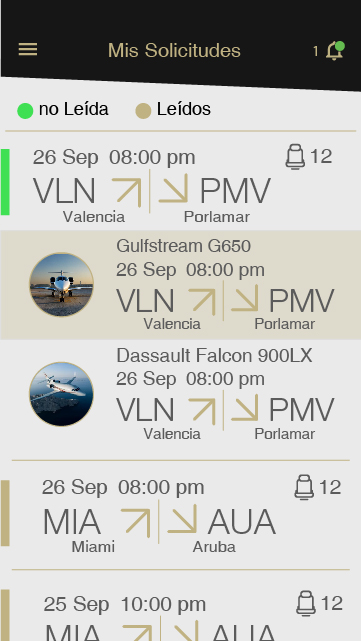 Mis Solicitudes 1
no Leída Leídos
26 Sep 08:00 pm 12
VLN PMV
Valencia Porlamar
Gulfstream G650
26 Sep 08:00 pm
VLN PMV
Valencia Porlamar
Dassault Falcon 900LX
26 Sep 08:00 pm
VLN PMV
Valencia Porlamar
26 Sep 08:00 pm 12
MIA AUA
Miami Aruba
25 Sep 10:00 pm 12
MIA AUA